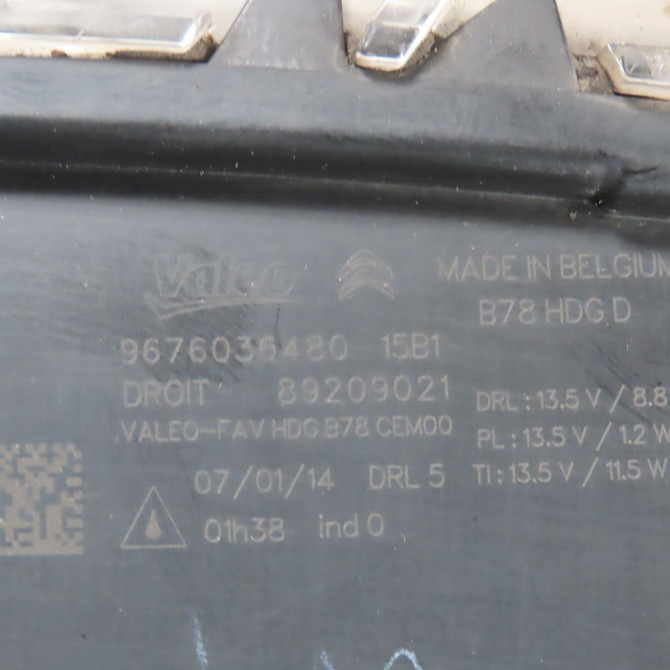 Valeo MADE IN BELGIUM
B78 HDG D
9676036480 15B1
DROIT 89209021
DRL : 13.5 V / 8.8
VALEO-FAV HDG B78 CEM00
PL : 13.5 V / 1.2 W
07/01/14 DRL 5
TI : 13.5 V / 11.5 W
01h38 ind 0